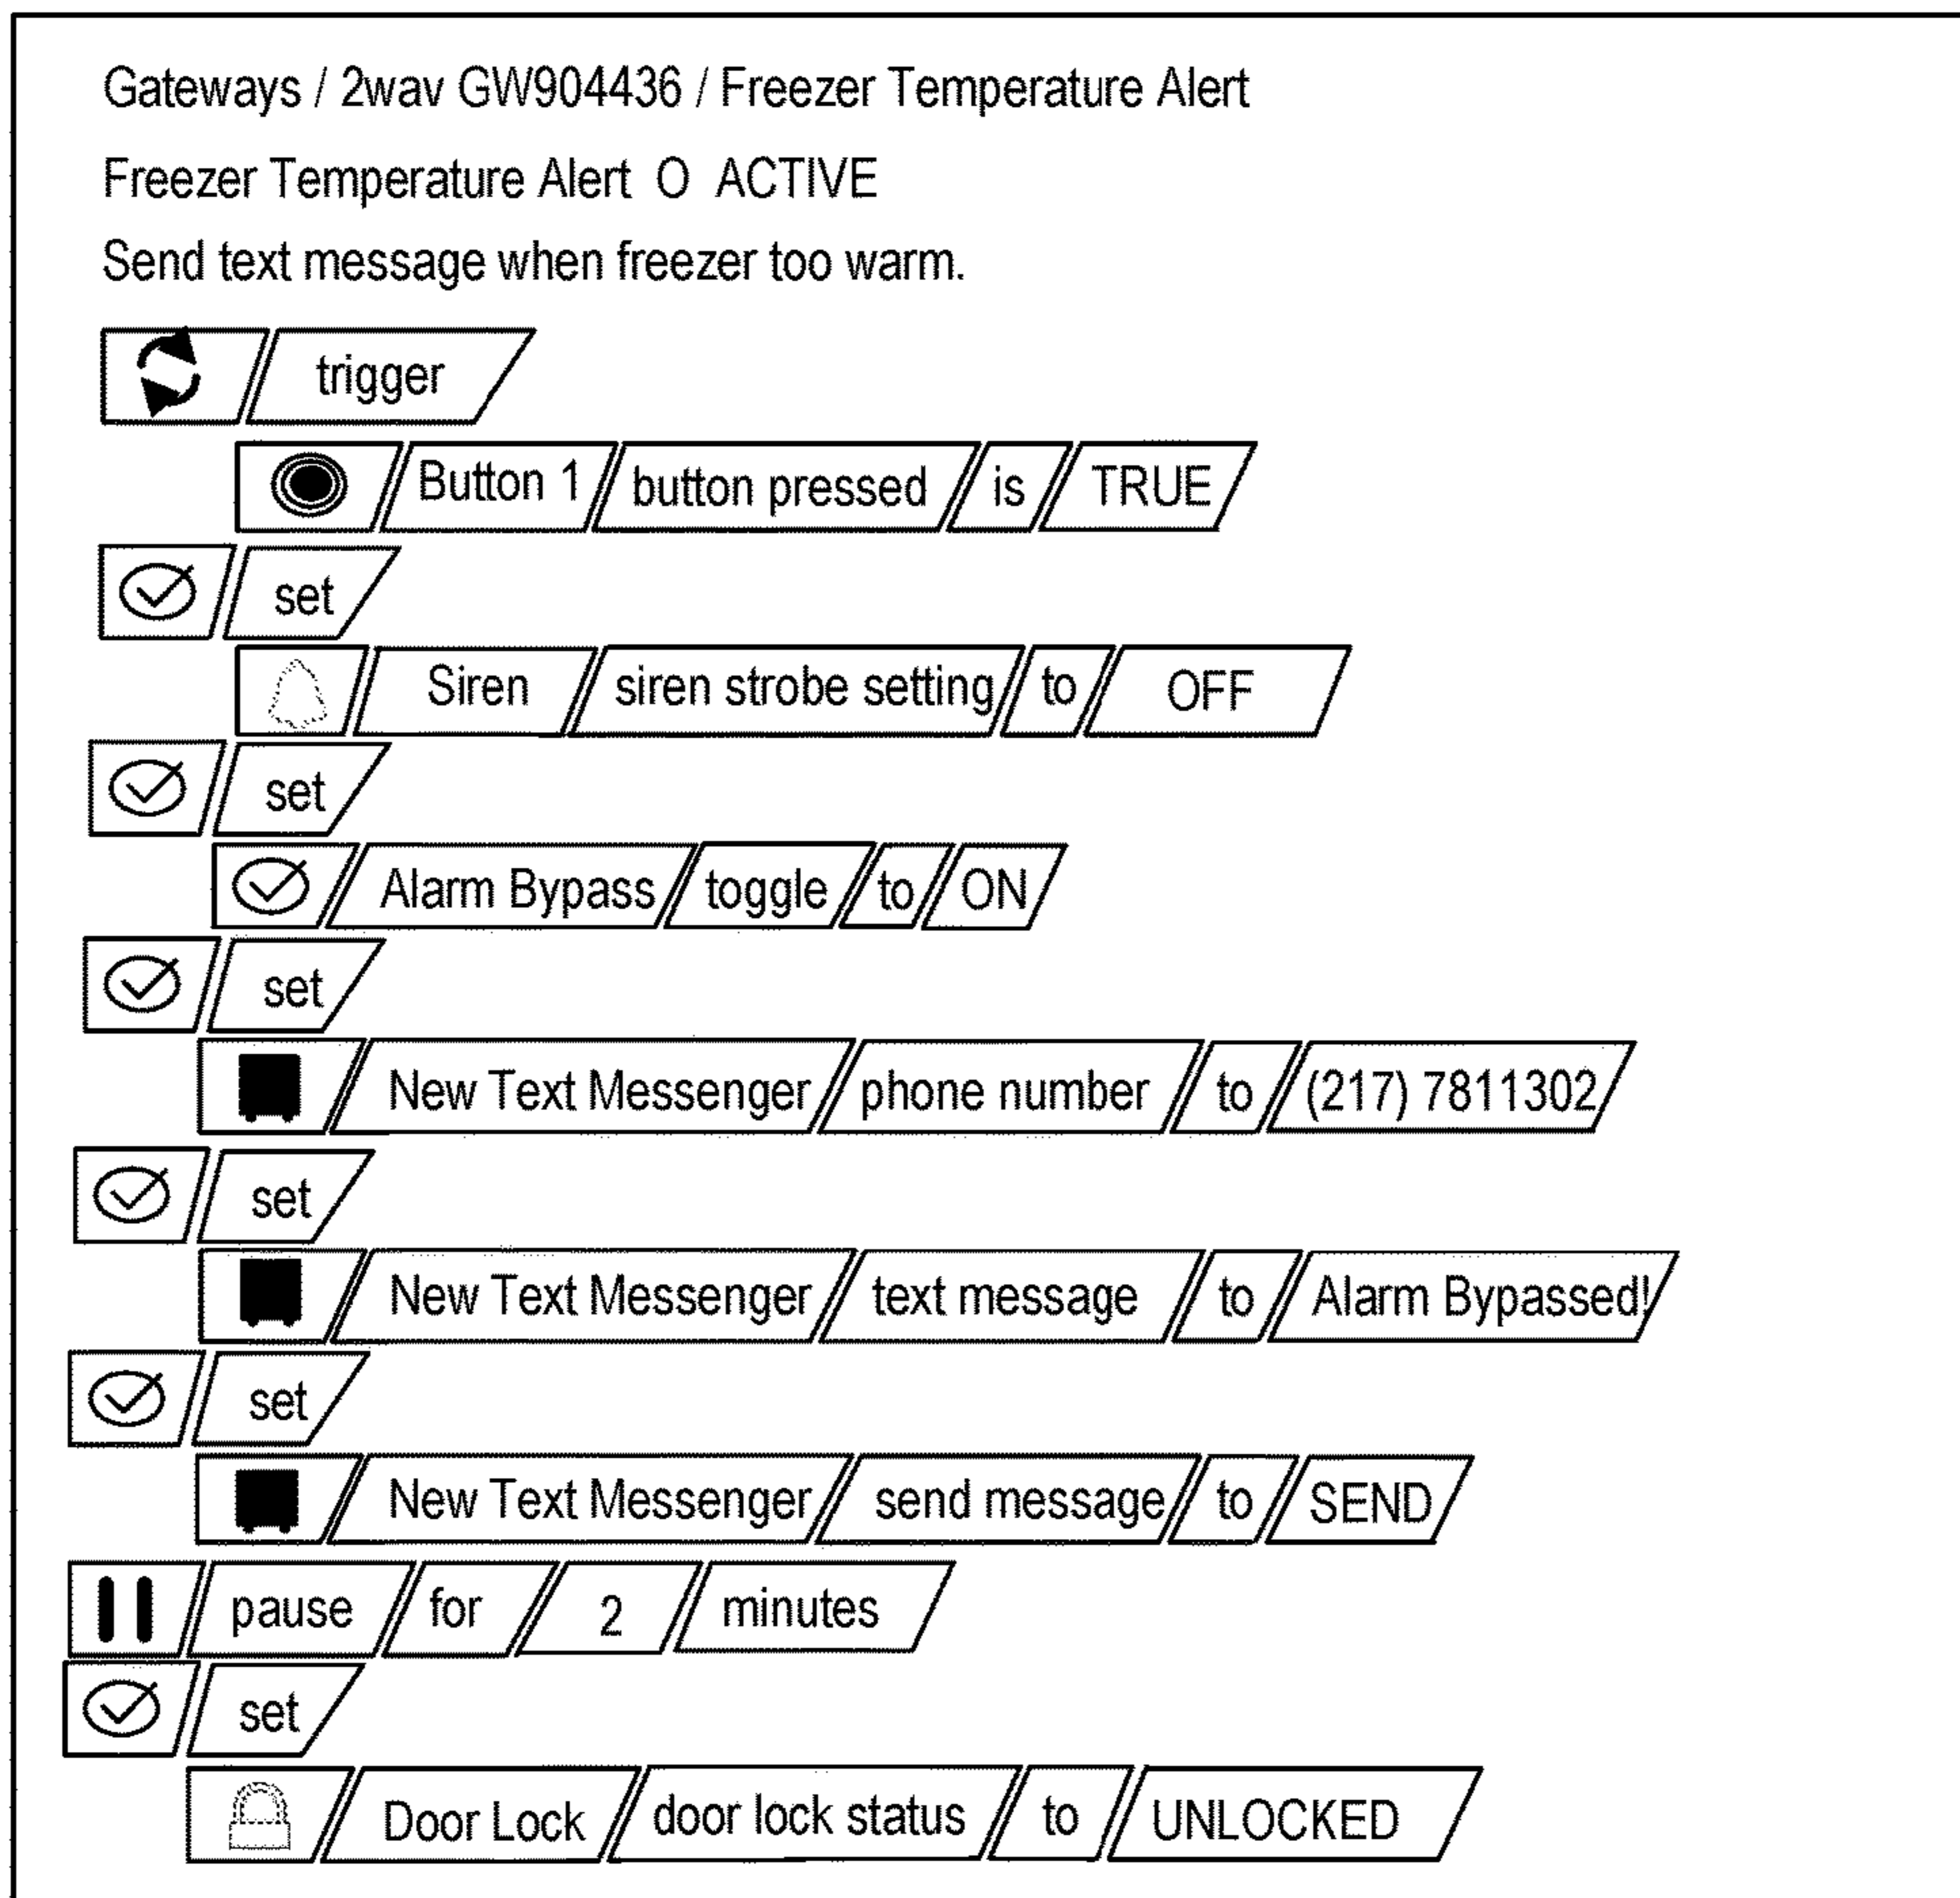 Gateways / 2wav GW904436 / Freezer Temperature Alert
Freezer Temperature Alert O ACTIVE
Send text message when freezer too warm.
trigger
Button 1 button pressed is TRUE
set
Siren siren strobe setting to OFF
set
Alarm Bypass toggle to ON
set
New Text Messenger phone number to (217) 7811302
set
New Text Messenger text message to Alarm Bypassed!
set
New Text Messenger send message to SEND
pause for 2 minutes
set
Door Lock door lock status to UNLOCKED